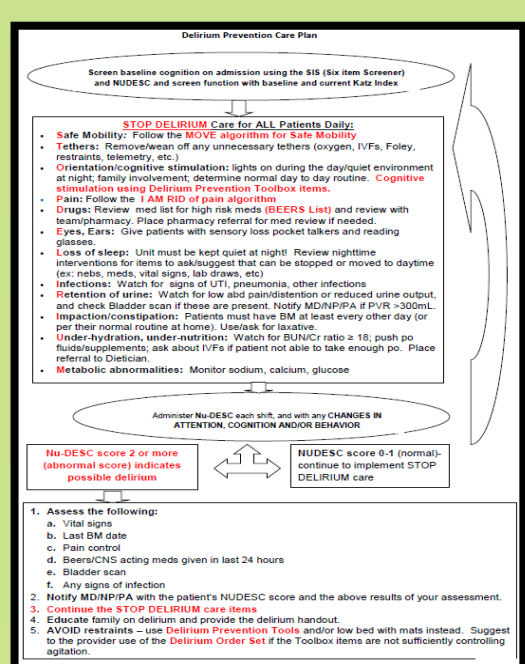 Delirium Prevention Care Plan
Screen baseline cognition on admission using the SIS (Six item Screener)
and NUDESC and screen function with baseline and current Katz Index
STOP DELIRIUM Care for ALL Patients Daily:
• Safe Mobility: Follow the MOVE algorithm for Safe Mobility
• Tethers: Remove/wean off any unnecessary tethers (oxygen, IVFs, Foley,
restraints, telemetry, etc.)
• Orientation/cognitive stimulation: lights on during the day/quiet environment
at night; family involvement; determine normal day to day routine. Cognitive
stimulation using Delirium Prevention Toolbox items.
• Pain: Follow the I AM RID of pain algorithm
• Drugs: Review med list for high risk meds (BEERS List) and review with
team/pharmacy. Place pharmacy referral for med review if needed.
• Eyes, Ears: Give patients with sensory loss pocket talkers and reading
glasses.
• Loss of sleep: Unit must be kept quiet at night! Review nighttime
interventions for items to ask/suggest that can be stopped or moved to daytime
(ex: nebs, meds, vital signs, lab draws, etc)
• Infections: Watch for signs of UTI, pneumonia, other infections
• Retention of urine: Watch for low abd pain/distention or reduced urine output,
and check Bladder scan if these are present. Notify MD/NP/PA if PVR >300mL.
• Impaction/constipation: Patients must have BM at least every other day (or
per their normal routine at home). Use/ask for laxative.
• Under-hydration, under-nutrition: Watch for BUN/Cr ratio ≥ 18; push po
fluids/supplements; ask about IVFs if patient not able to take enough po. Place
referral to Dietician.
• Metabolic abnormalities: Monitor sodium, calcium, glucose
Administer Nu-DESC each shift, and with any CHANGES IN
ATTENTION, COGNITION AND/OR BEHAVIOR
Nu-DESC score 2 or more
(abnormal score) indicates
possible delirium
NUDESC score 0-1 (normal)-
continue to implement STOP
DELIRIUM care
1. Assess the following:
a. Vital signs
b. Last BM date
c. Pain control
d. Beers/CNS acting meds given in last 24 hours
e. Bladder scan
f. Any signs of infection
2. Notify MD/NP/PA with the patient's NUDESC score and the above results of your assessment.
3. Continue the STOP DELIRIUM care items
4. Educate family on delirium and provide the delirium handout.
5. AVOID restraints – use Delirium Prevention Tools and/or low bed with mats instead. Suggest
to the provider use of the Delirium Order Set if the Toolbox items are not sufficiently controlling
agitation.